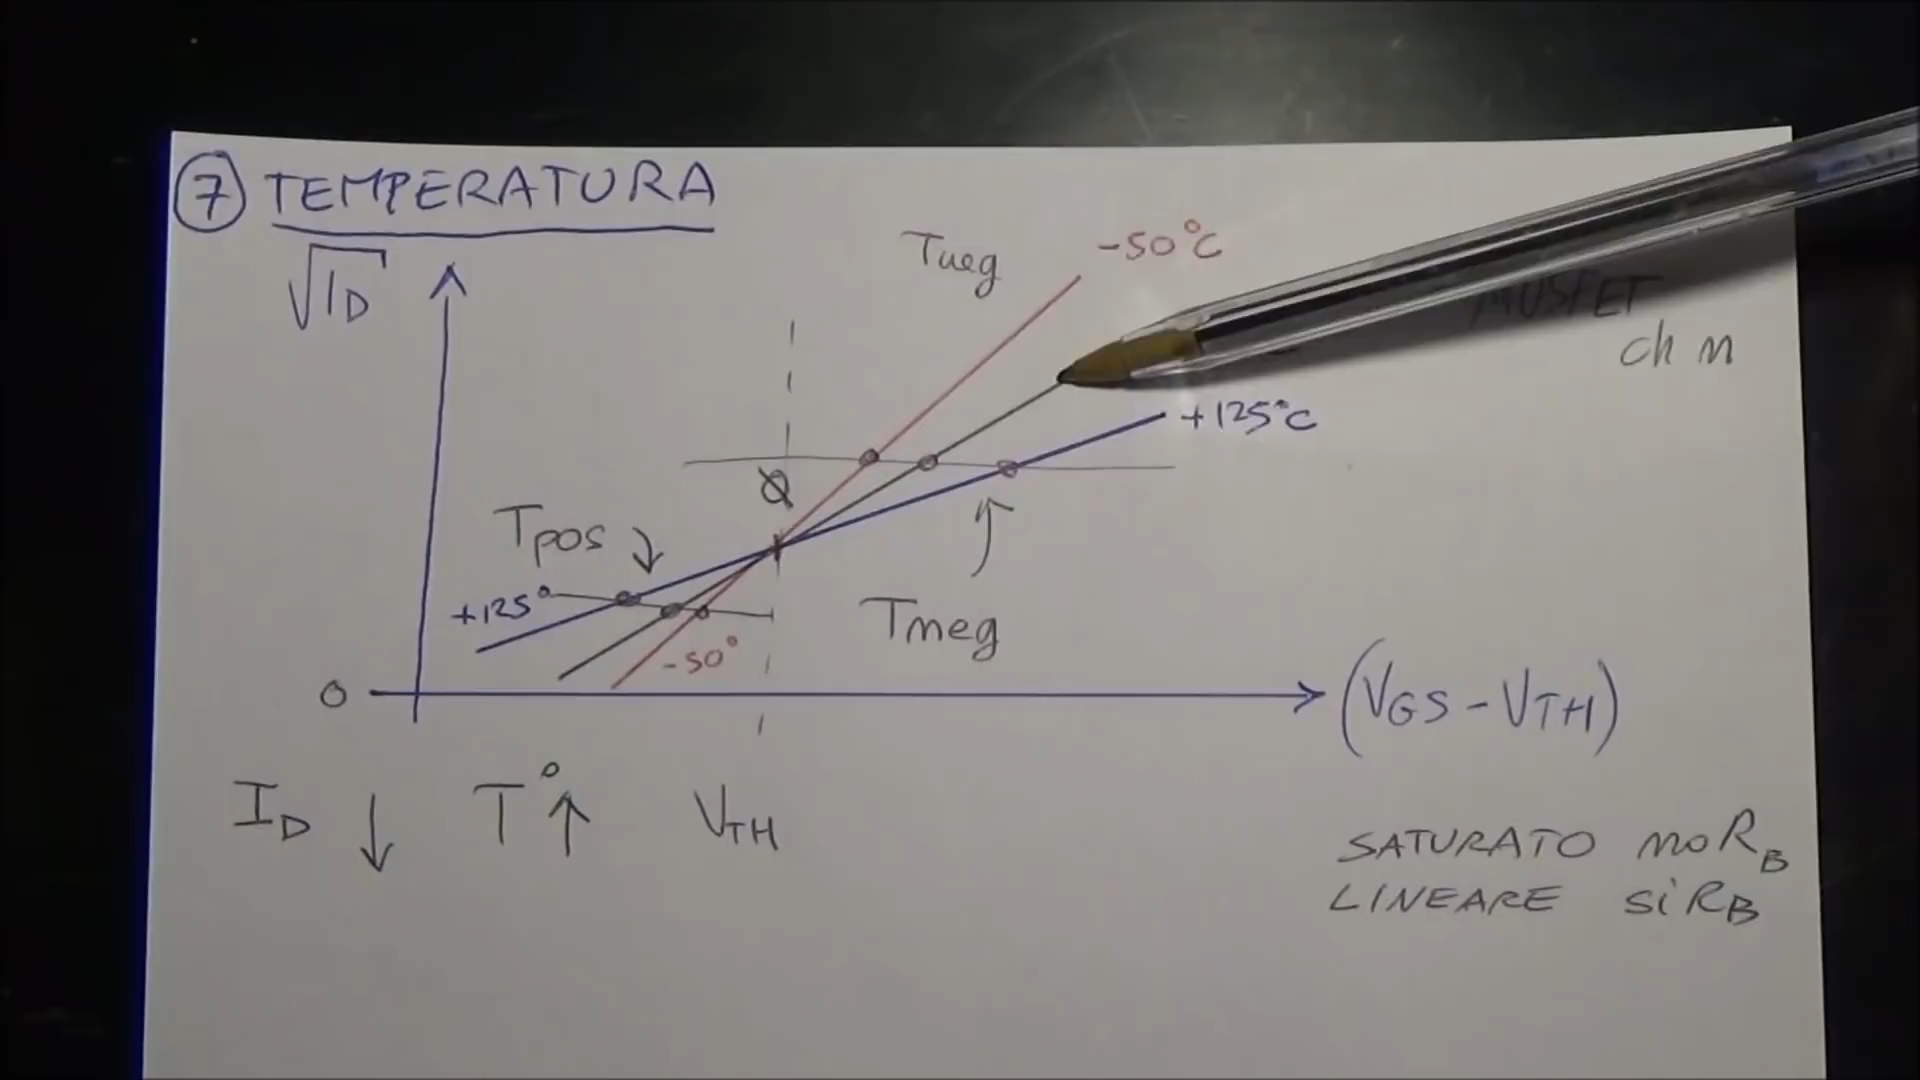 7 TEMPERATURA
√ID
Tneg
-50°C
MOSFET
ch n
+125°C
Ø
Tpos
+125°
-50°
Tneg
0
(VGS - VTH)
ID ↓ T° ↑ VTH
SATURATO no RB
LINEARE si RB